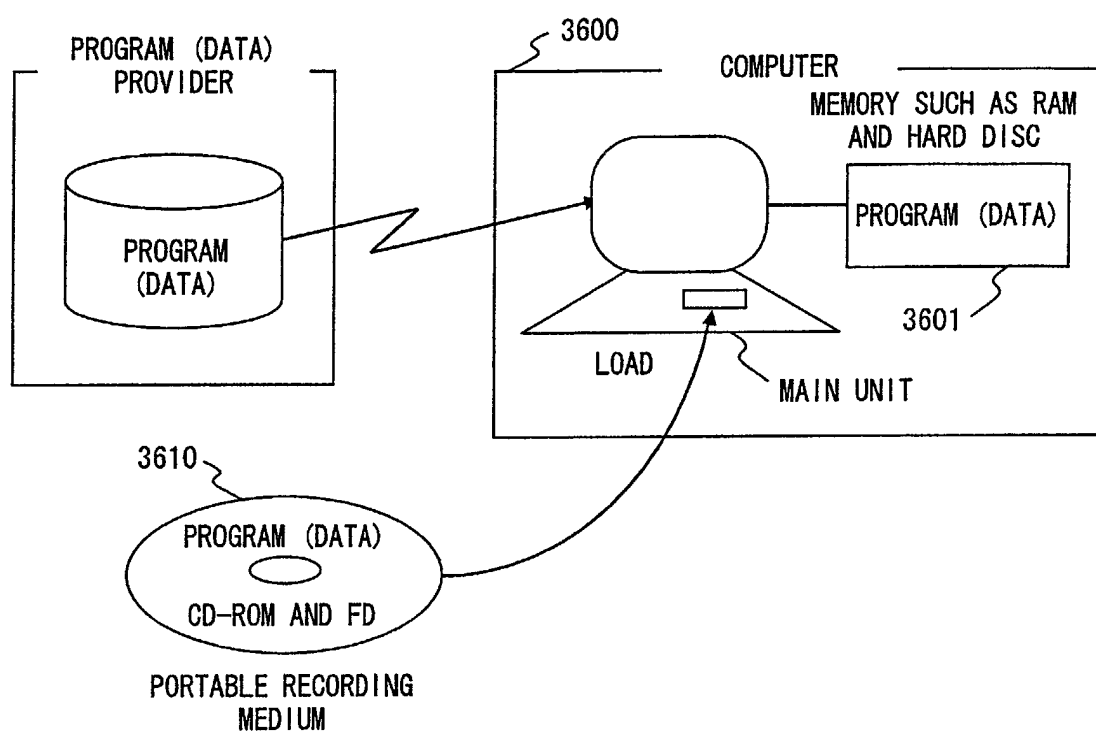 PROGRAM (DATA)
PROVIDER
PROGRAM
(DATA)
3600
COMPUTER
MEMORY SUCH AS RAM
AND HARD DISC
PROGRAM (DATA)
3601
LOAD
MAIN UNIT
3610
PROGRAM (DATA)
CD-ROM AND FD
PORTABLE RECORDING
MEDIUM